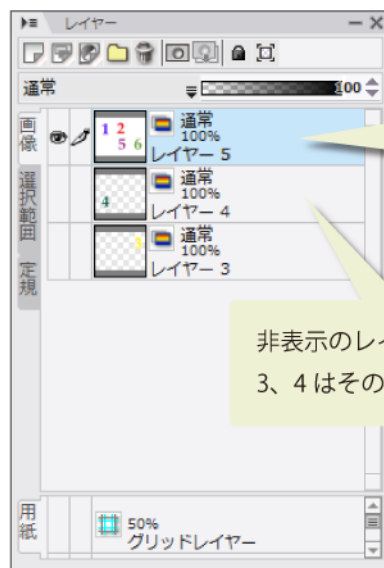 レイヤー
通常
100
画像
選択範囲
定規
1 2
5 6
通常
100%
レイヤー 5
4
通常
100%
レイヤー 4
3
通常
100%
レイヤー 3
非表示のレイ
3、4 はその
用紙
50%
グリッドレイヤー